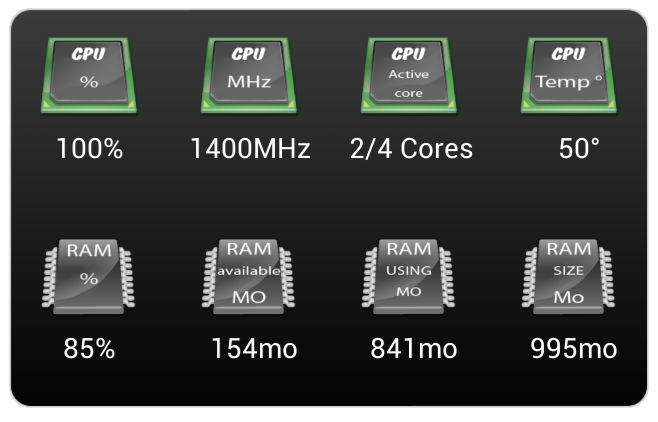 CPU % CPU MHz CPU Active core CPU Temp °
100% 1400MHz 2/4 Cores 50°
RAM % RAM available MO RAM USING MO RAM SIZE Mo
85% 154mo 841mo 995mo